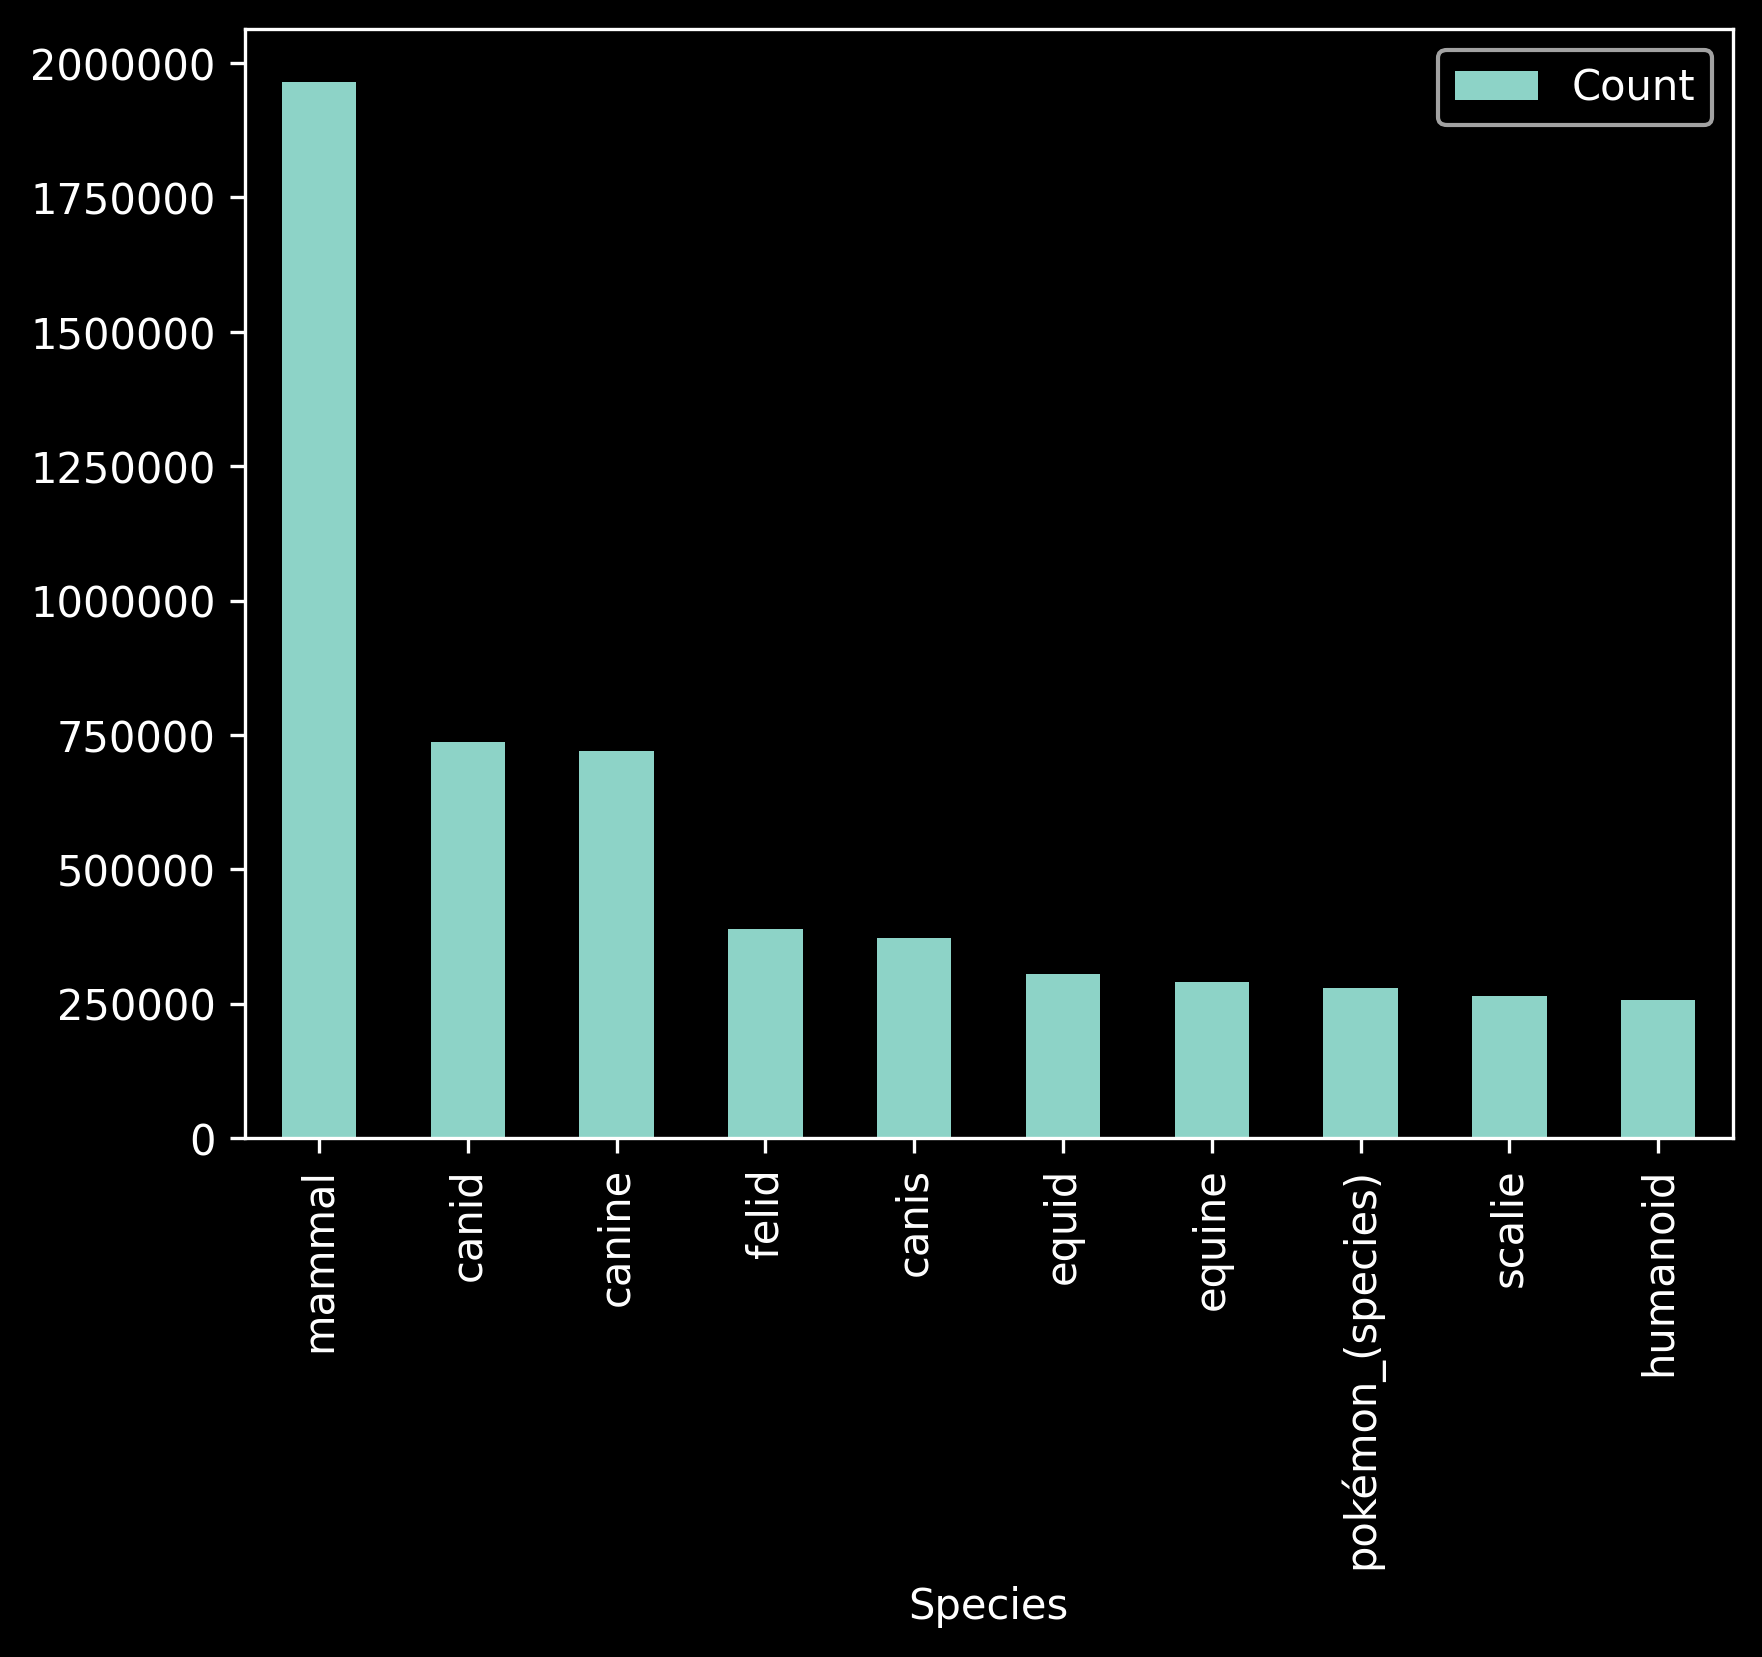 2000000
1750000
1500000
1250000
1000000
750000
500000
250000
0
Count
mammal
canid
canine
felid
canis
equid
equine
pokémon_(species)
scalie
humanoid
Species